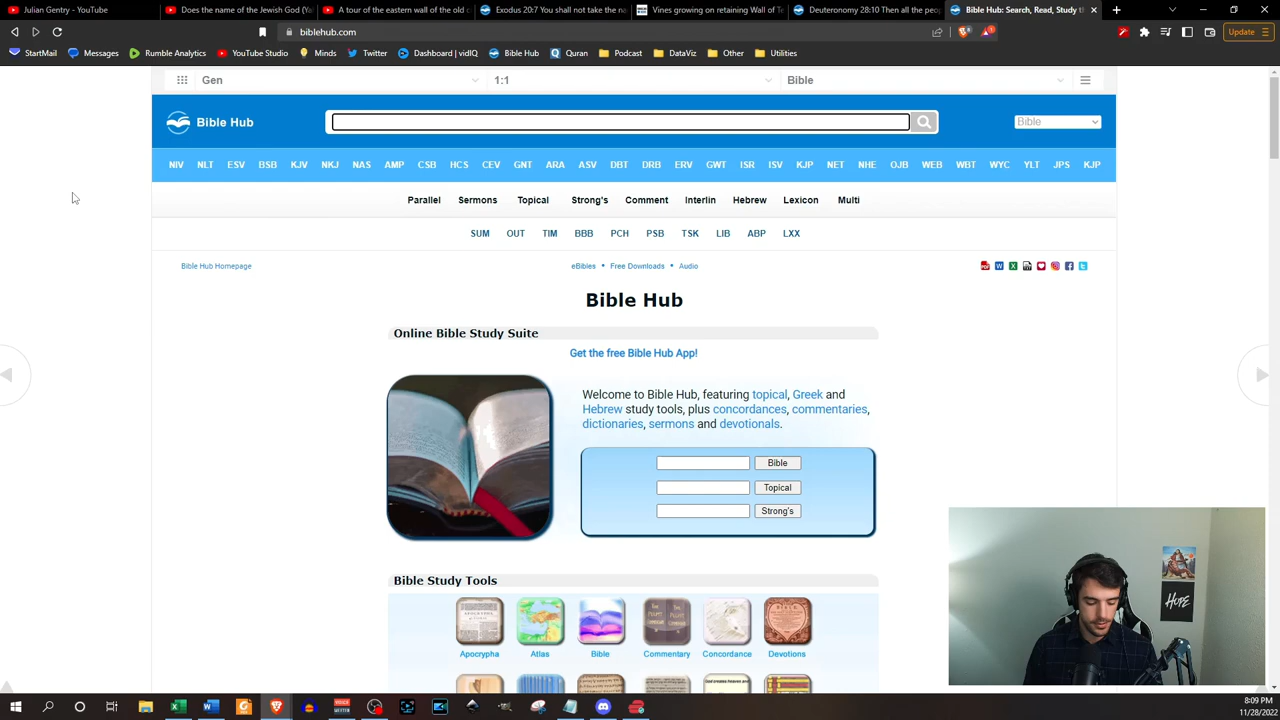 Julian Gentry - YouTube
Does the name of the Jewish God (Ya
A tour of the eastern wall of the old c
Exodus 20:7 You shall not take the na
Vines growing on retaining Wall of Te
Deuteronomy 28:10 Then all the peop
Bible Hub: Search, Read, Study th
biblehub.com
Update
StartMail
Messages
Rumble Analytics
YouTube Studio
Minds
Twitter
Dashboard | vidIQ
Bible Hub
Quran
Podcast
DataViz
Other
Utilities
Gen
1:1
Bible
Bible Hub
Bible
NIV NLT ESV BSB KJV NKJ NAS AMP CSB HCS CEV GNT ARA ASV DBT DRB ERV GWT ISR ISV KJP NET NHE OJB WEB WBT WYC YLT JPS KJP
Parallel Sermons Topical Strong's Comment Interlin Hebrew Lexicon Multi
SUM OUT TIM BBB PCH PSB TSK LIB ABP LXX
Bible Hub Homepage
eBibles • Free Downloads • Audio
Bible Hub
Online Bible Study Suite
Get the free Bible Hub App!
Welcome to Bible Hub, featuring topical, Greek and
Hebrew study tools, plus concordances, commentaries,
dictionaries, sermons and devotionals.
Bible
Topical
Strong's
Bible Study Tools
Apocrypha
Atlas
Bible
Commentary
Concordance
Devotions
HOPE
8:09 PM
11/28/2022